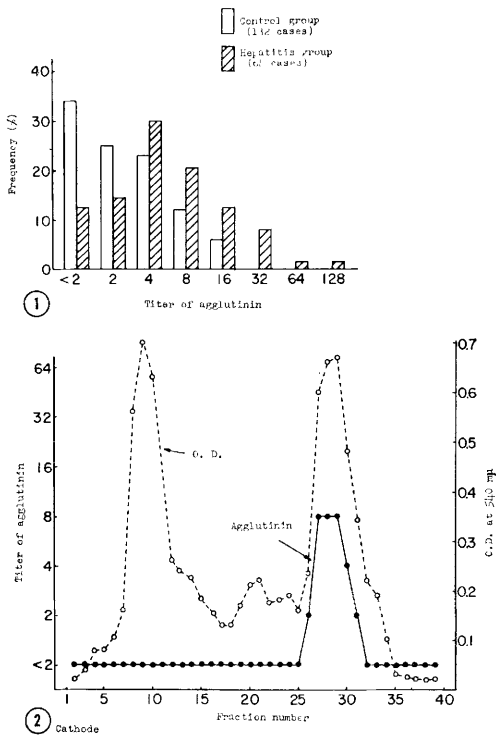 Control group
(132 cases)
Hepatitis group
cases)
Frequency (%)
40
30
20
10
0
<2 2 4 8 16 32 64 128
Titer of agglutinin
1
Titer of agglutinin
64
32
16
8
4
2
<2
O. D.
Agglutinin
0.7
0.6
0.5
0.4
0.3
0.2
0.1
O.D. at 540 mμ
1 5 10 15 20 25 30 35 40
Fraction number
2
Cathode